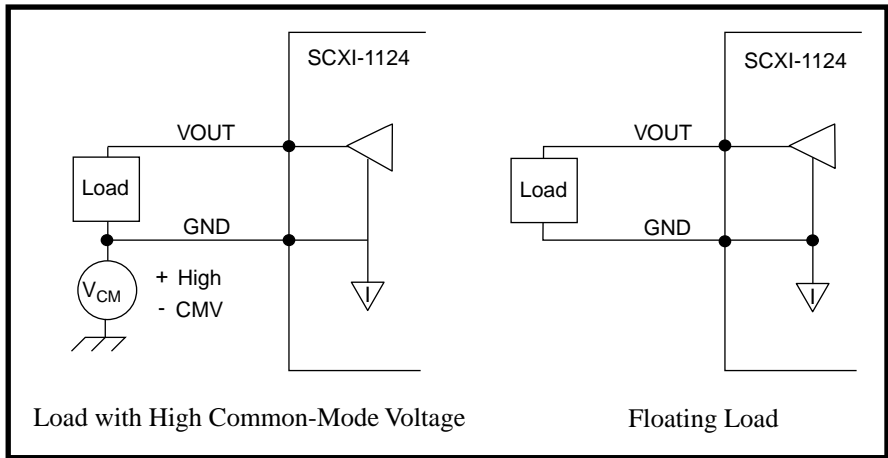 SCXI-1124
VOUT
Load
GND
V_CM
+ High
- CMV
I
Load with High Common-Mode Voltage
SCXI-1124
VOUT
Load
GND
I
Floating Load